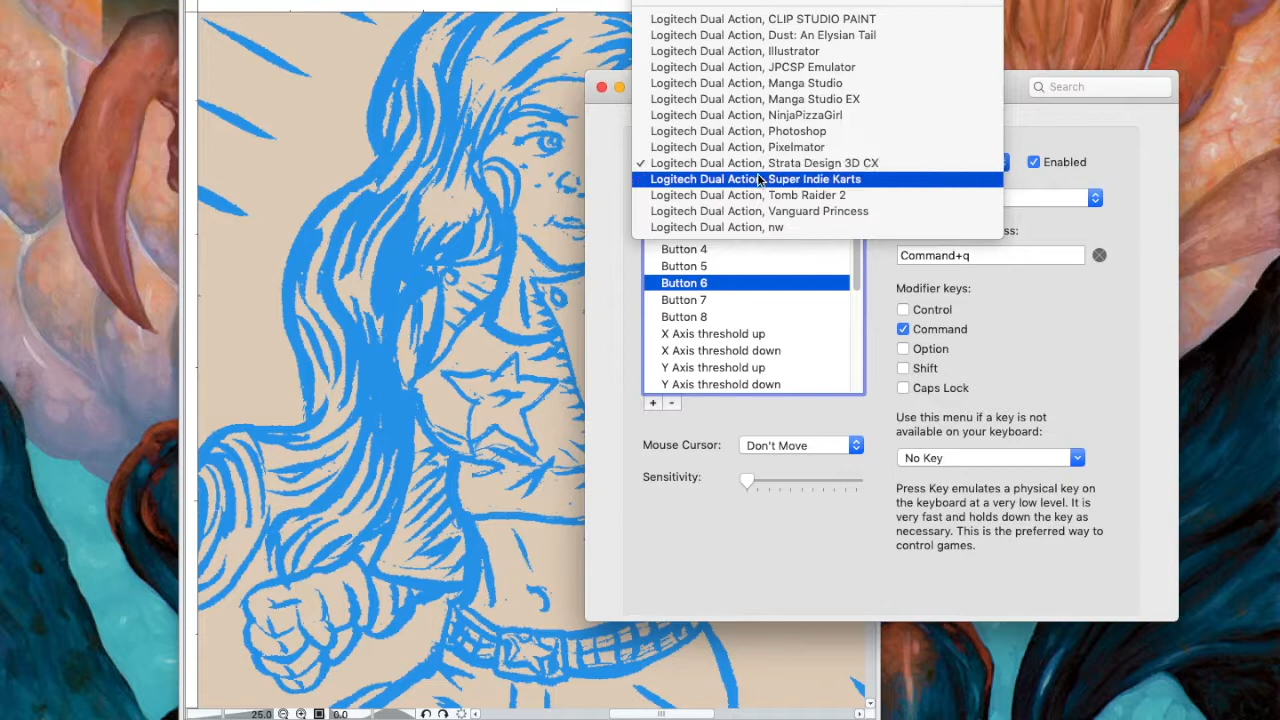 Logitech Dual Action, CLIP STUDIO PAINT
Logitech Dual Action, Dust: An Elysian Tail
Logitech Dual Action, Illustrator
Logitech Dual Action, JPCSP Emulator
Logitech Dual Action, Manga Studio
Logitech Dual Action, Manga Studio EX
Logitech Dual Action, NinjaPizzaGirl
Logitech Dual Action, Photoshop
Logitech Dual Action, Pixelmator
✓ Logitech Dual Action, Strata Design 3D CX
Logitech Dual Action, Super Indie Karts
Logitech Dual Action, Tomb Raider 2
Logitech Dual Action, Vanguard Princess
Logitech Dual Action, nw
Search
Enabled
Button 4
Button 5
Button 6
Button 7
Button 8
X Axis threshold up
X Axis threshold down
Y Axis threshold up
Y Axis threshold down
+ -
Mouse Cursor: Don't Move
Sensitivity:
Command+q
Modifier keys:
Control
Command
Option
Shift
Caps Lock
Use this menu if a key is not
available on your keyboard:
No Key
Press Key emulates a physical key on
the keyboard at a very low level. It is
very fast and holds down the key as
necessary. This is the preferred way to
control games.
25.0
0.0